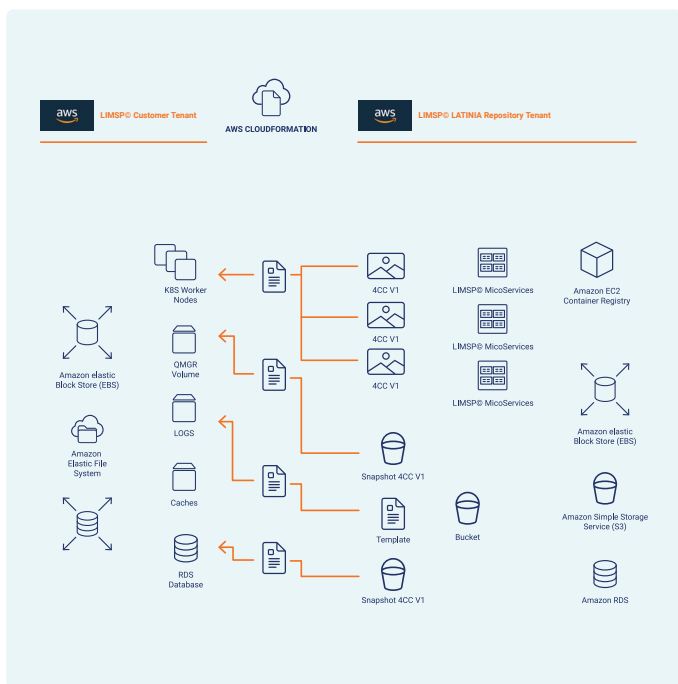 aws
LIMSP© Customer Tenant
AWS CLOUDFORMATION
aws
LIMSP© LATINIA Repository Tenant
K8S Worker
Nodes
4CC V1
LIMSP© MicoServices
Amazon EC2
Container Registry
4CC V1
LIMSP© MicoServices
QMGR
Volume
Amazon elastic
Block Store (EBS)
4CC V1
LIMSP© MicoServices
LOGS
Amazon elastic
Block Store (EBS)
Amazon
Elastic File
System
Snapshot 4CC V1
Caches
Template
Bucket
Amazon Simple Storage
Service (S3)
RDS
Database
Snapshot 4CC V1
Amazon RDS